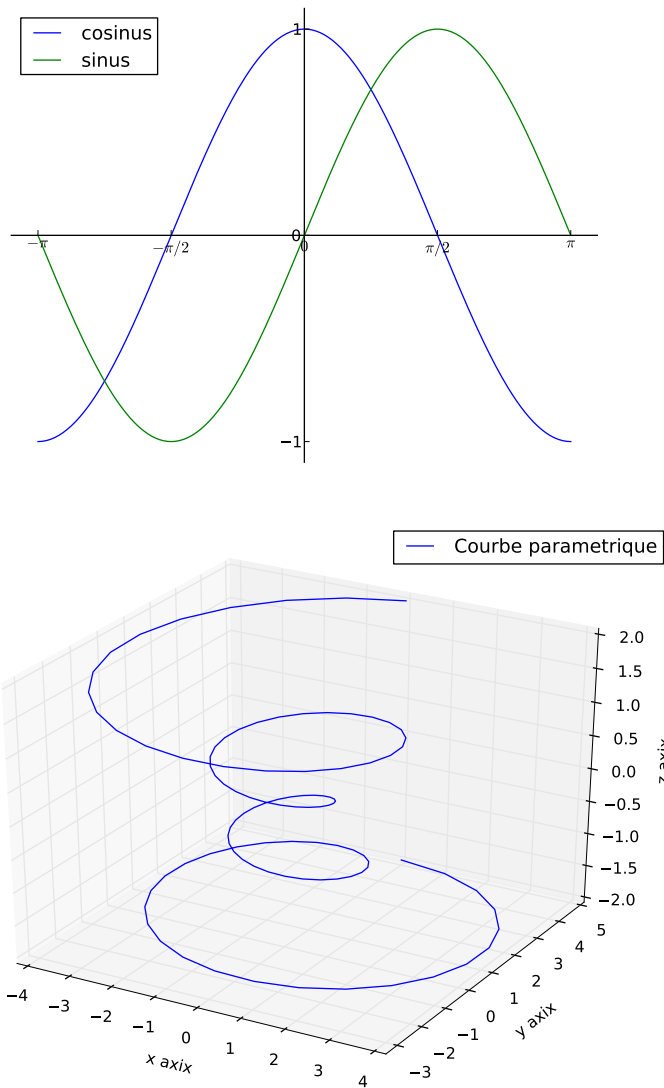 cosinus
sinus
1
0
−1
−π
−π/2
0
π/2
π
Courbe parametrique
2.0
1.5
1.0
0.5
0.0
−0.5
−1.0
−1.5
−2.0
z axix
−4 −3 −2 −1 0 1 2 3 4
x axix
−3 −2 −1 0 1 2 3 4 5
y axix